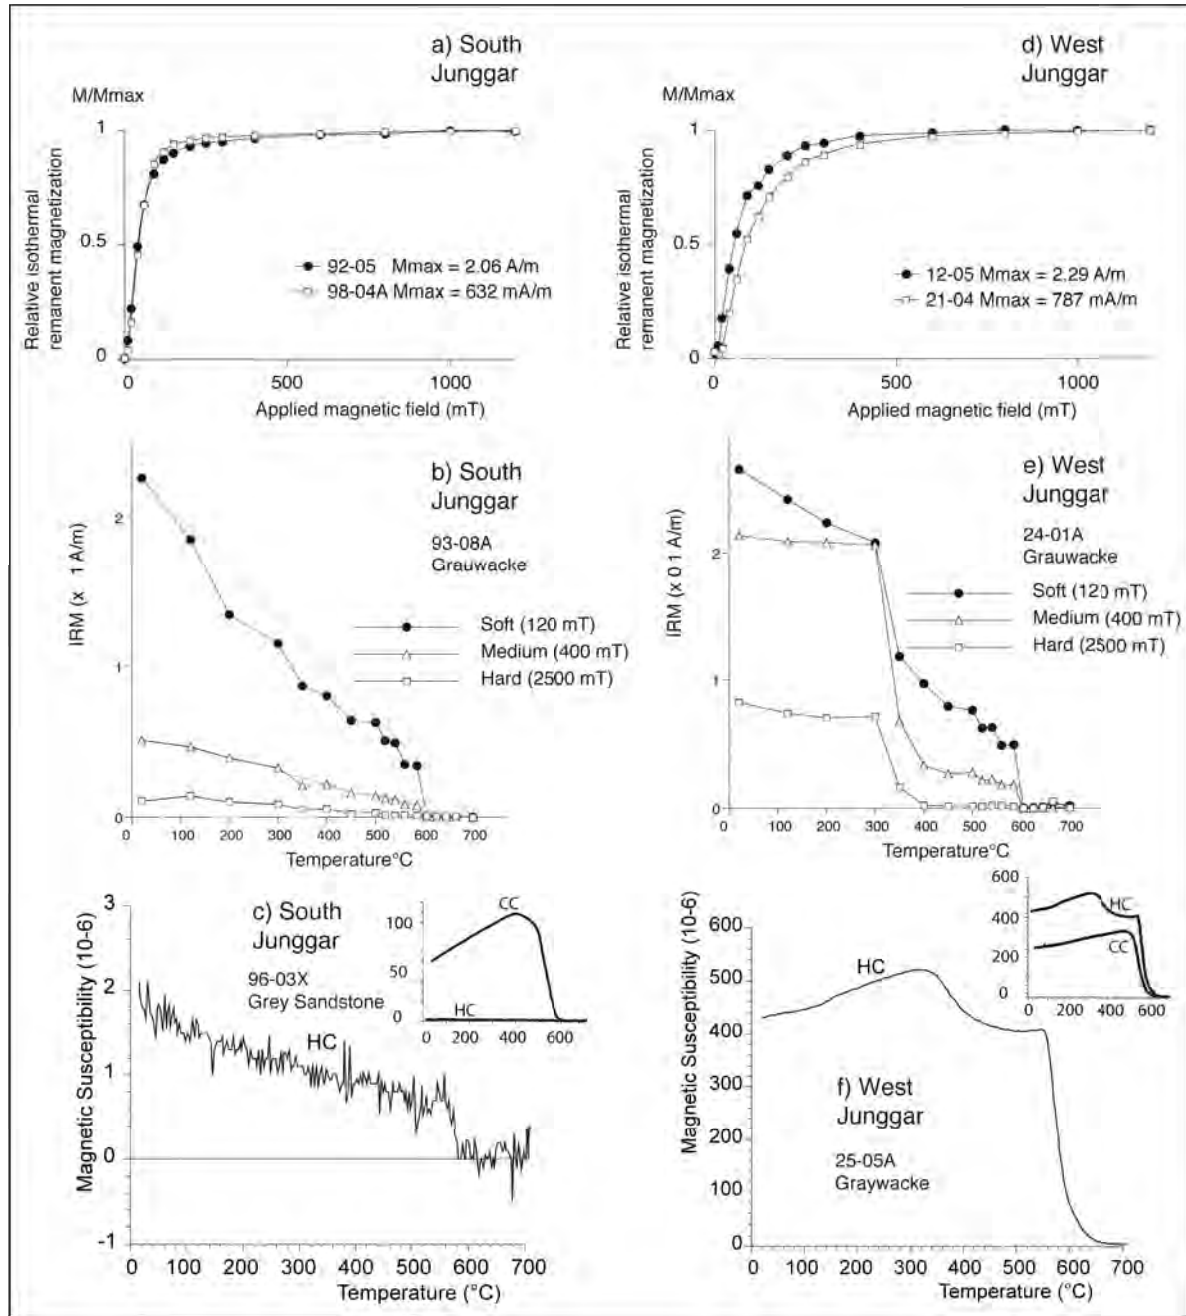 a) South
Junggar
M/Mmax
1
0.5
0
Relative isothermal
remanent magnetization
92-05 Mmax = 2.06 A/m
98-04A Mmax = 632 mA/m
0 500 1000
Applied magnetic field (mT)
d) West
Junggar
M/Mmax
1
0.5
0
Relative isothermal
remanent magnetization
12-05 Mmax = 2.29 A/m
21-04 Mmax = 787 mA/m
0 500 1000
Applied magnetic field (mT)
b) South
Junggar
93-08A
Grauwacke
IRM (x 1 A/m)
2
1
0
Soft (120 mT)
Medium (400 mT)
Hard (2500 mT)
0 100 200 300 400 500 600 700
Temperature°C
e) West
Junggar
24-01A
Grauwacke
IRM (x 0 1 A/m)
2
1
0
Soft (120 mT)
Medium (400 mT)
Hard (2500 mT)
0 100 200 300 400 500 600 700
Temperature°C
c) South
Junggar
96-03X
Grey Sandstone
Magnetic Susceptibility (10-6)
3
2
1
0
-1
HC
CC
100
50
0
HC
0 200 400 600
0 100 200 300 400 500 600 700
Temperature (°C)
f) West
Junggar
25-05A
Graywacke
Magnetic Susceptibility (10-6)
600
500
400
300
200
100
0
HC
600
400
200
0
HC
CC
0 200 400 600
0 100 200 300 400 500 600 700
Temperature (°C)